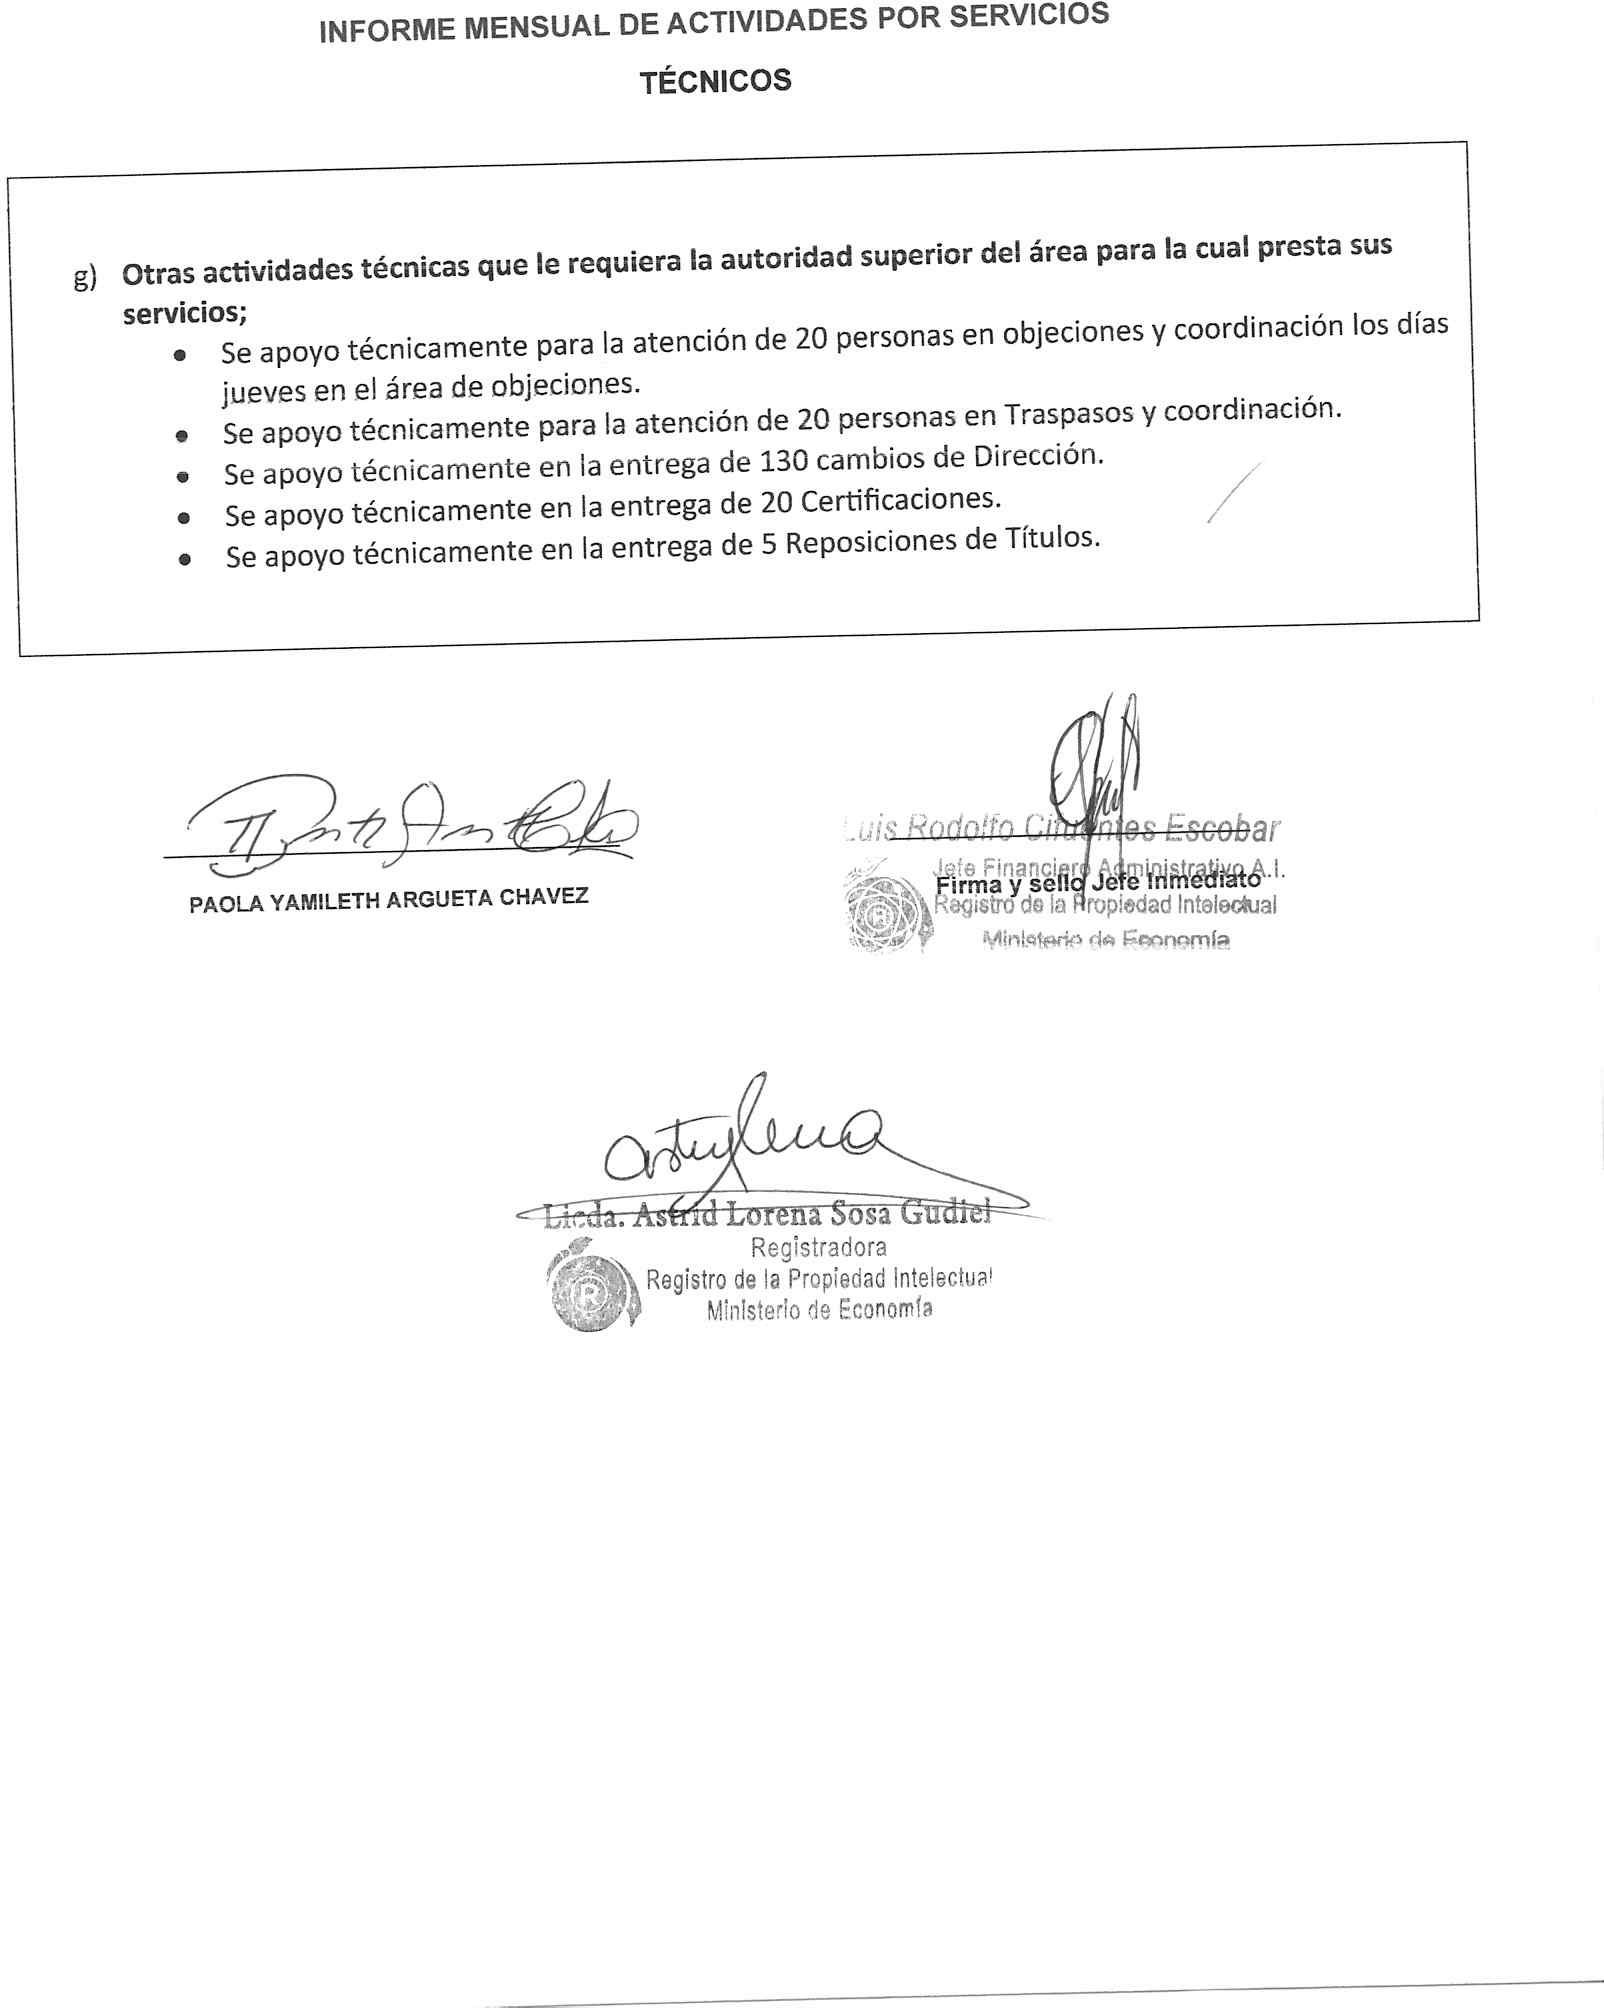 INFORME MENSUAL DE ACTIVIDADES POR SERVICIOS
TÉCNICOS
g) Otras actividades técnicas que le requiera la autoridad superior del área para la cual presta sus
servicios;
• Se apoyo técnicamente para la atención de 20 personas en objeciones y coordinación los días
jueves en el área de objeciones.
• Se apoyo técnicamente para la atención de 20 personas en Traspasos y coordinación.
• Se apoyo técnicamente en la entrega de 130 cambios de Dirección.
• Se apoyo técnicamente en la entrega de 20 Certificaciones.
• Se apoyo técnicamente en la entrega de 5 Reposiciones de Títulos.
PAOLA YAMILETH ARGUETA CHAVEZ
Luis Rodolfo Cifuentes Escobar
Jefe Financiero Administrativo A.I.
Firma y sello Jefe Inmediato
Registro de la Propiedad Intelectual
Ministerio de Economía
R
Licda. Astrid Lorena Sosa Gudiel
Registradora
Registro de la Propiedad Intelectual
Ministerio de Economía
R